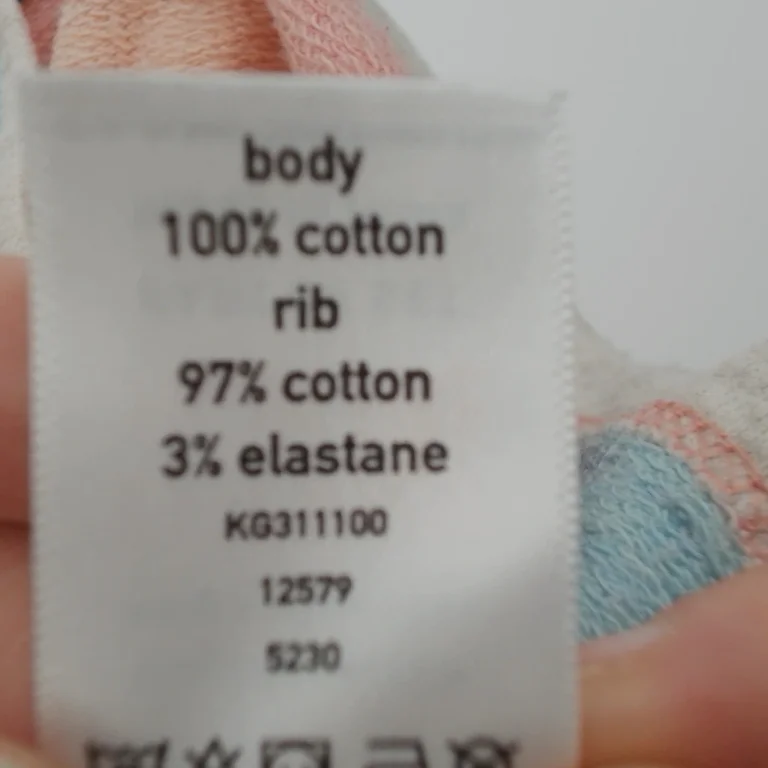 body
100% cotton
rib
97% cotton
3% elastane
KG311100
12579
5230